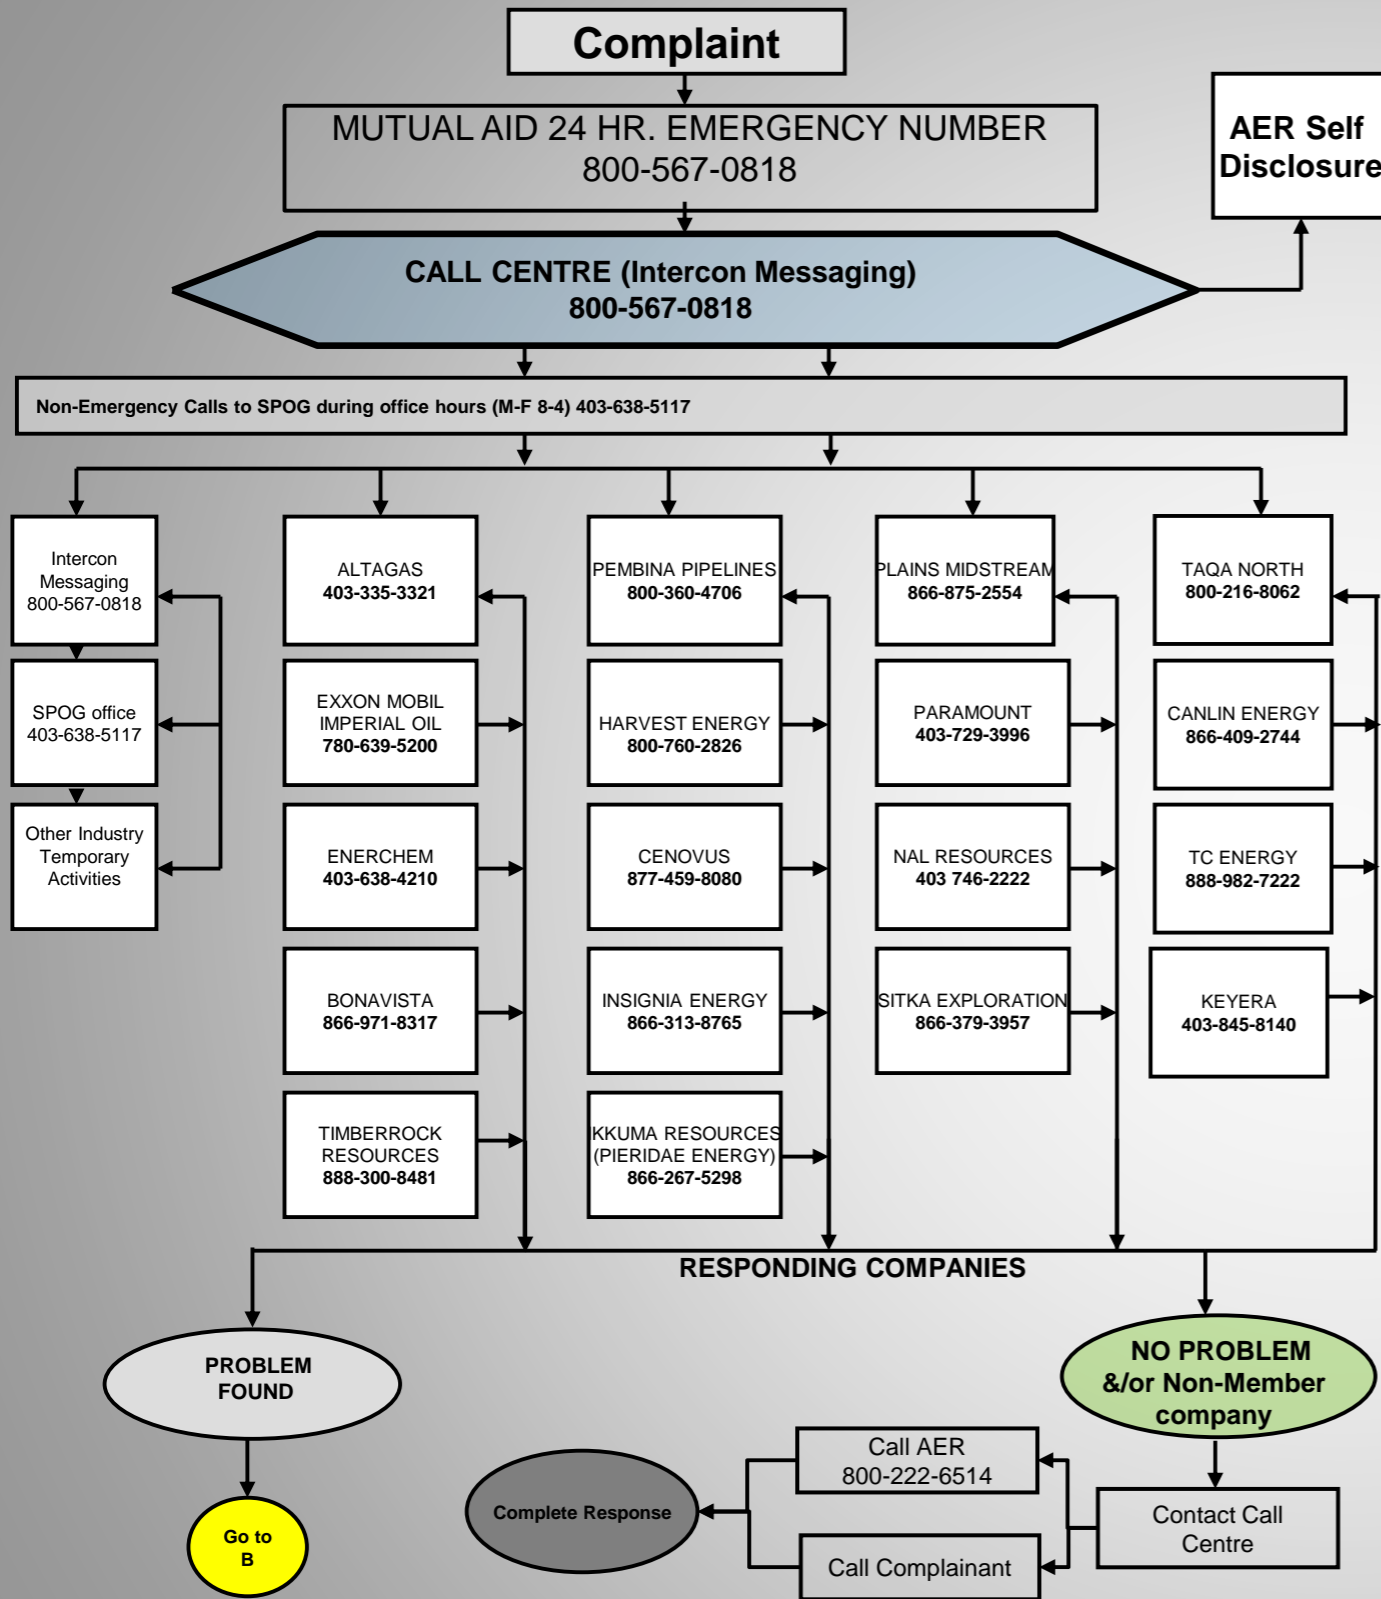 Complaint
MUTUAL AID 24 HR. EMERGENCY NUMBER
800-567-0818
AER Self
Disclosure
CALL CENTRE (Intercon Messaging)
800-567-0818
Non-Emergency Calls to SPOG during office hours (M-F 8-4) 403-638-5117
Intercon
Messaging
800-567-0818
SPOG office
403-638-5117
Other Industry
Temporary
Activities
ALTAGAS
403-335-3321
EXXON MOBIL
IMPERIAL OIL
780-639-5200
ENERCHEM
403-638-4210
BONAVISTA
866-971-8317
TIMBERROCK
RESOURCES
888-300-8481
PEMBINA PIPELINES
800-360-4706
HARVEST ENERGY
800-760-2826
CENOVUS
877-459-8080
INSIGNIA ENERGY
866-313-8765
IKKUMA RESOURCES
(PIERIDAE ENERGY)
866-267-5298
PLAINS MIDSTREAM
866-875-2554
PARAMOUNT
403-729-3996
NAL RESOURCES
403 746-2222
SITKA EXPLORATION
866-379-3957
TAQA NORTH
800-216-8062
CANLIN ENERGY
866-409-2744
TC ENERGY
888-982-7222
KEYERA
403-845-8140
RESPONDING COMPANIES
PROBLEM
FOUND
Go to
B
NO PROBLEM
&/or Non-Member
company
Contact Call
Centre
Call AER
800-222-6514
Call Complainant
Complete Response